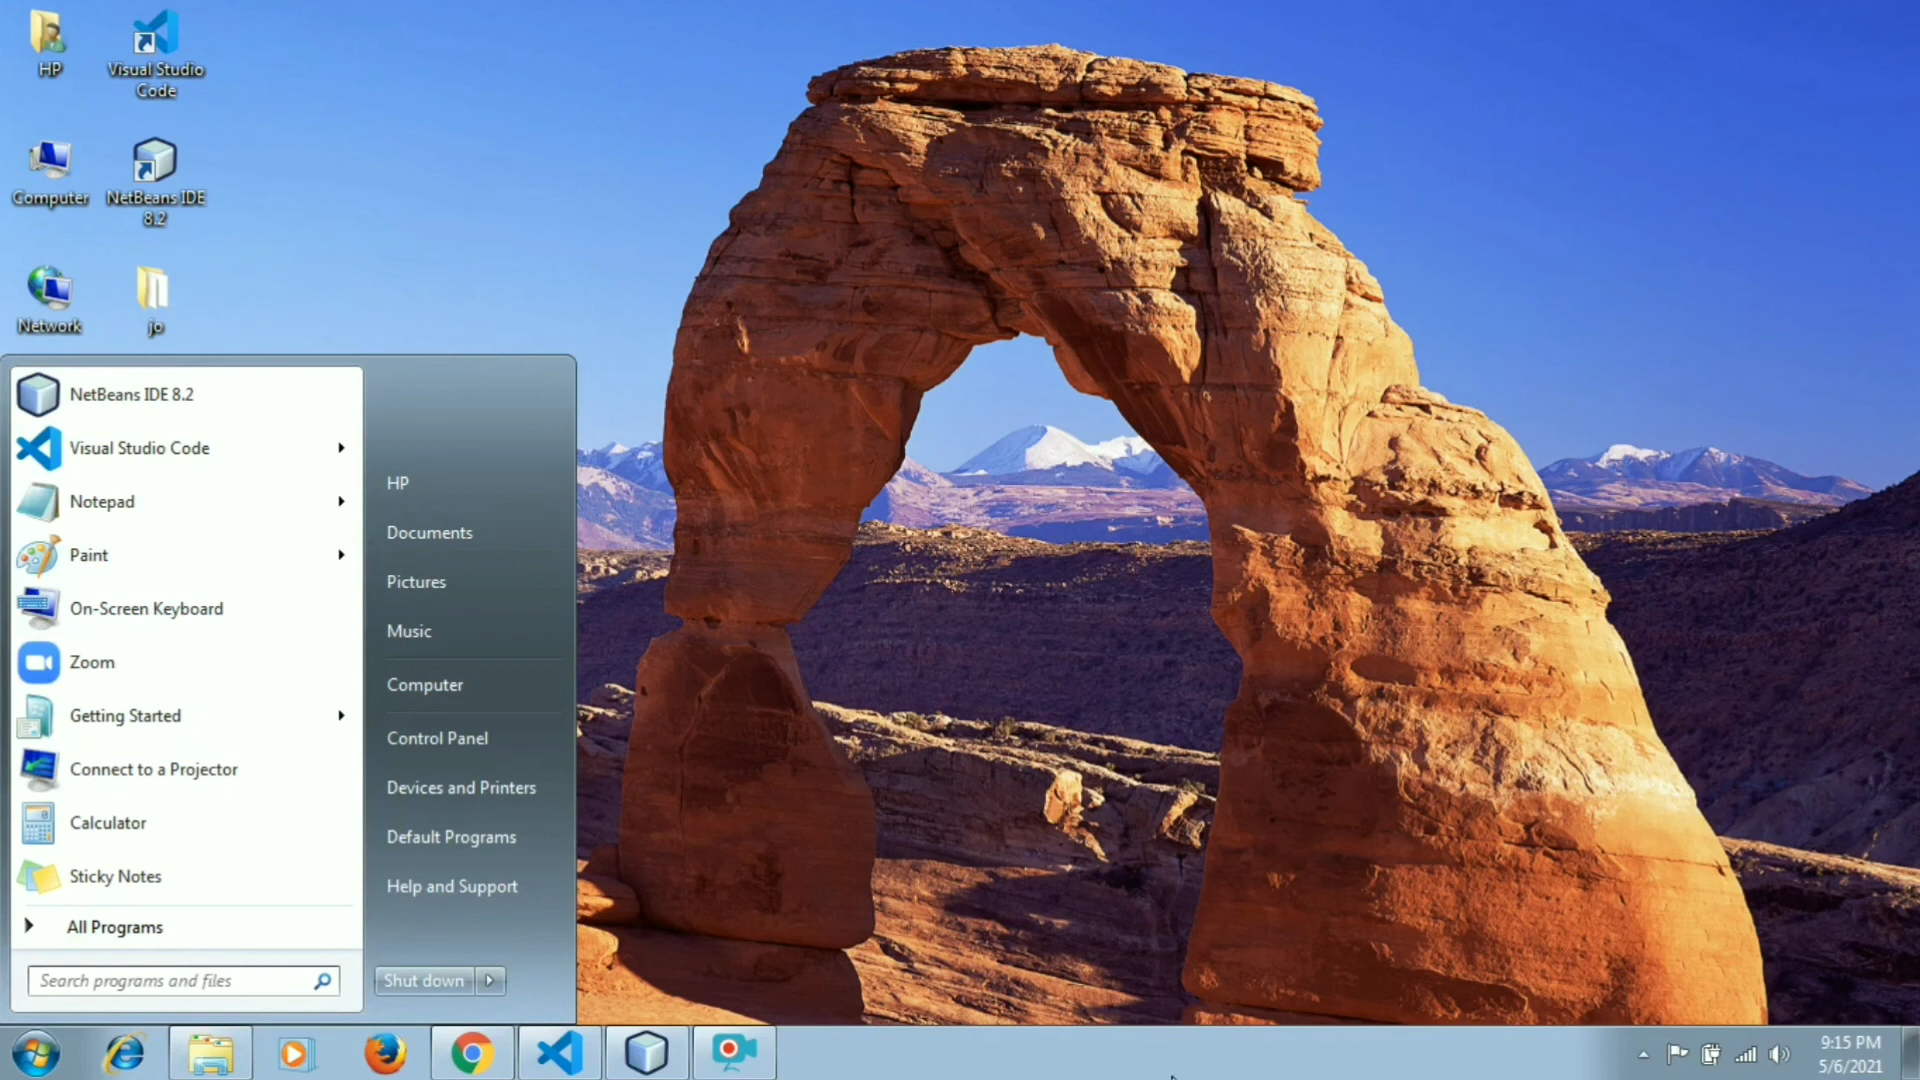 HP
Visual Studio
Code
Computer
NetBeans IDE
8.2
Network
jo
NetBeans IDE 8.2
Visual Studio Code
Notepad
Paint
On-Screen Keyboard
Zoom
Getting Started
Connect to a Projector
Calculator
Sticky Notes
All Programs
Search programs and files
HP
Documents
Pictures
Music
Computer
Control Panel
Devices and Printers
Default Programs
Help and Support
Shut down
9:15 PM
5/6/2021